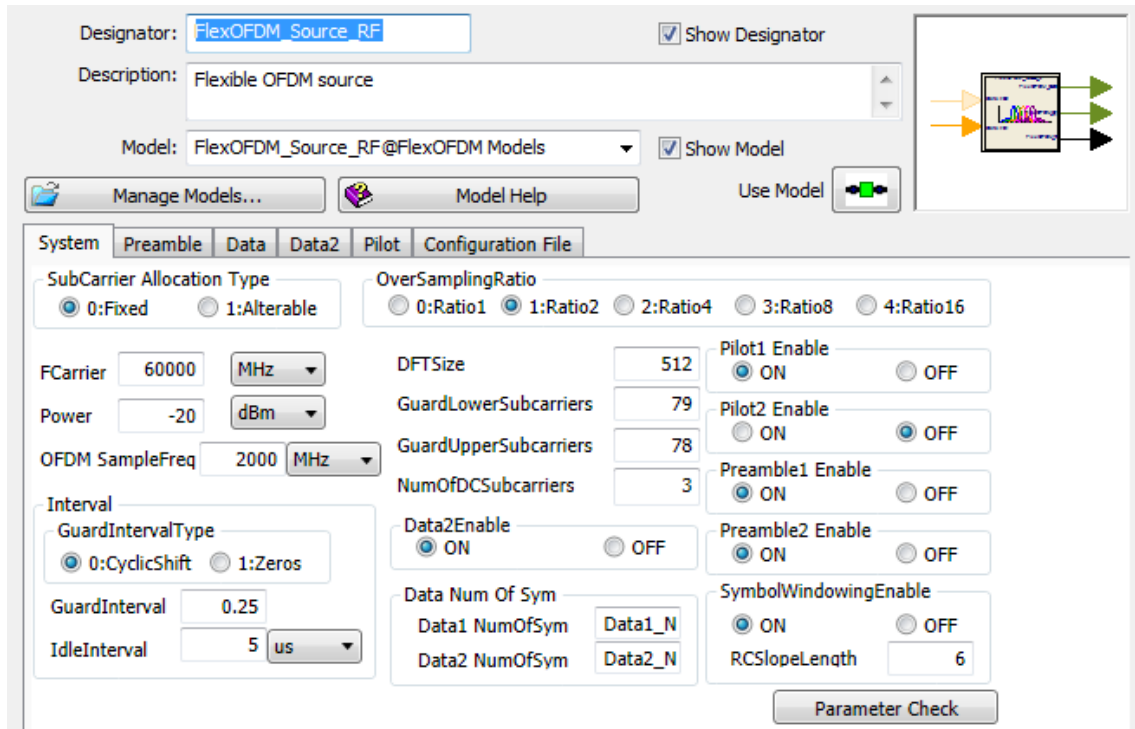 Designator: FlexOFDM_Source_RF Show Designator
Description: Flexible OFDM source
Model: FlexOFDM_Source_RF@FlexOFDM Models Show Model
Manage Models... Model Help Use Model
System Preamble Data Data2 Pilot Configuration File
SubCarrier Allocation Type OverSamplingRatio
0:Fixed 1:Alterable 0:Ratio1 1:Ratio2 2:Ratio4 3:Ratio8 4:Ratio16
FCarrier 60000 MHz
Power -20 dBm
OFDM SampleFreq 2000 MHz
Interval
GuardIntervalType
0:CyclicShift 1:Zeros
GuardInterval 0.25
IdleInterval 5 us
DFTSize 512
GuardLowerSubcarriers 79
GuardUpperSubcarriers 78
NumOfDCSubcarriers 3
Data2Enable
ON OFF
Data Num Of Sym
Data1 NumOfSym Data1_N
Data2 NumOfSym Data2_N
Pilot1 Enable
ON OFF
Pilot2 Enable
ON OFF
Preamble1 Enable
ON OFF
Preamble2 Enable
ON OFF
SymbolWindowingEnable
ON OFF
RCSlopeLength 6
Parameter Check